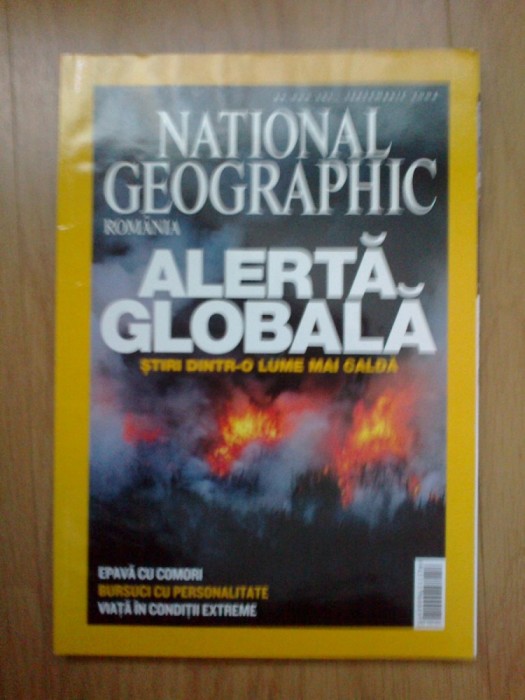 NATIONAL
GEOGRAPHIC
ROMÂNIA
ALERTĂ
GLOBALĂ
ȘTIRI DINTR-O LUME MAI CALDĂ
EPAVĂ CU COMORI
BURSUCI CU PERSONALITATE
VIAȚĂ ÎN CONDIȚII EXTREME